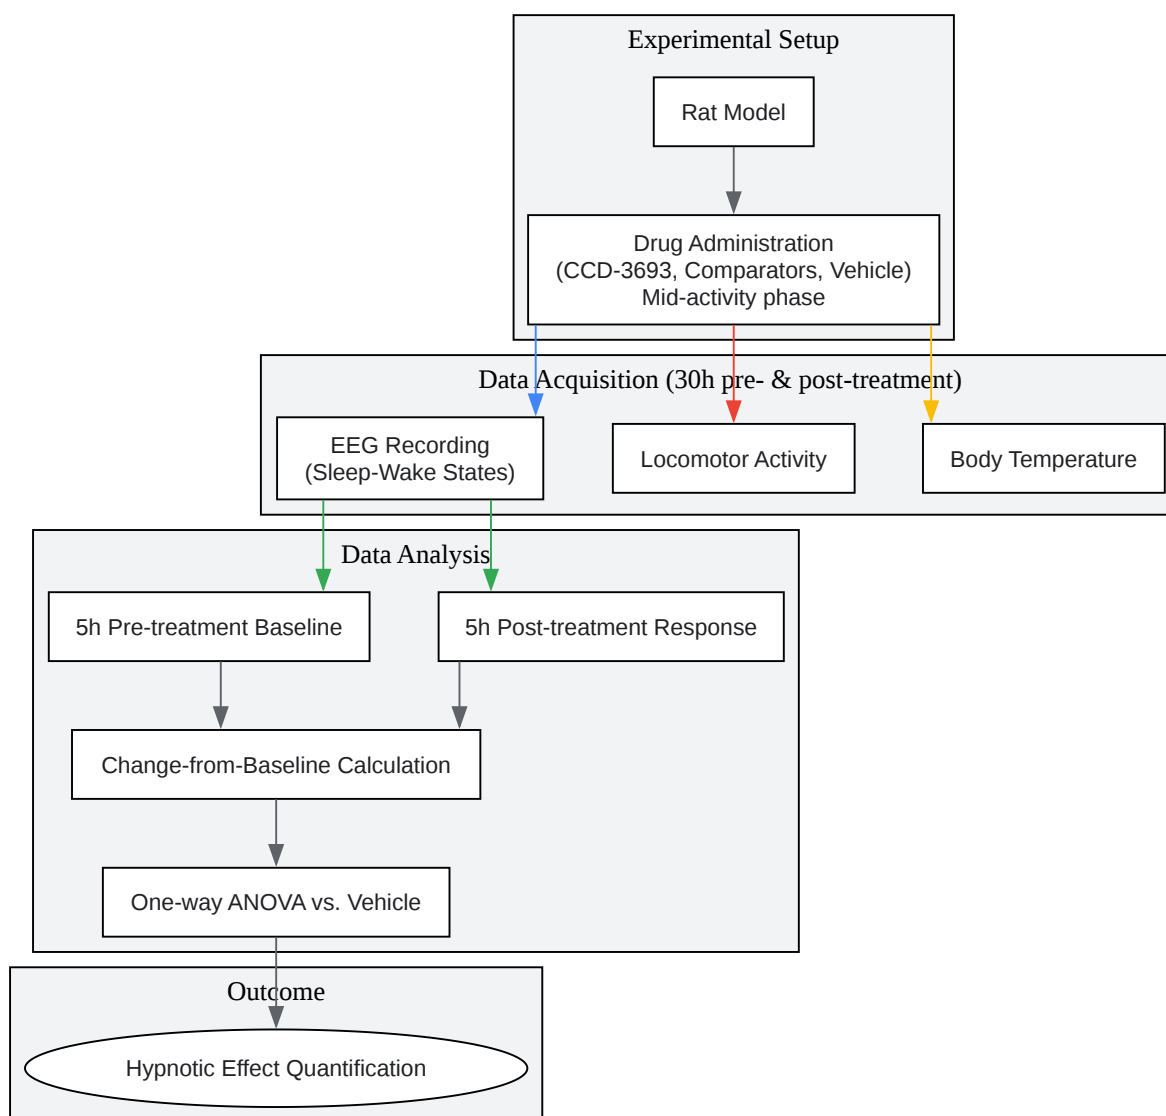 Experimental Setup
Rat Model
Drug Administration
(CCD-3693, Comparators, Vehicle)
Mid-activity phase
Data Acquisition (30h pre- & post-treatment)
EEG Recording
(Sleep-Wake States)
Locomotor Activity
Body Temperature
Data Analysis
5h Pre-treatment Baseline
5h Post-treatment Response
Change-from-Baseline Calculation
One-way ANOVA vs. Vehicle
Outcome
Hypnotic Effect Quantification